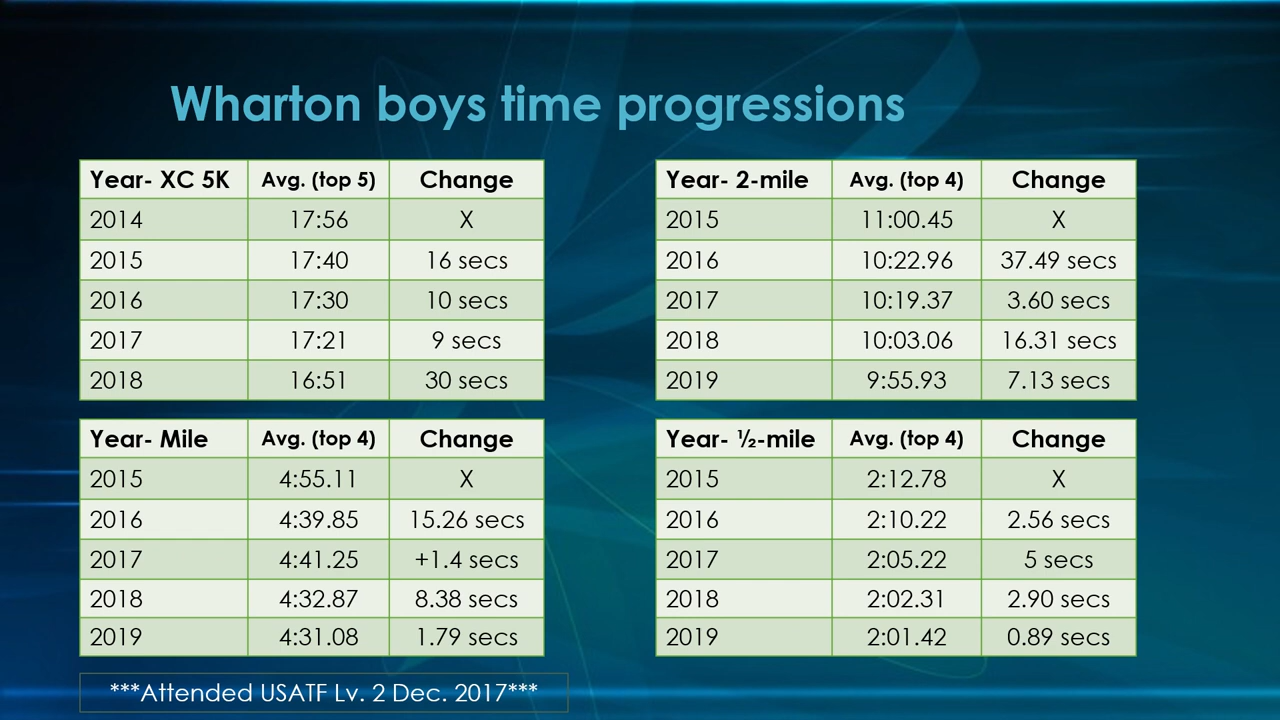 Wharton boys time progressions
Year- XC 5K Avg. (top 5) Change
2014 17:56 X
2015 17:40 16 secs
2016 17:30 10 secs
2017 17:21 9 secs
2018 16:51 30 secs
Year- 2-mile Avg. (top 4) Change
2015 11:00.45 X
2016 10:22.96 37.49 secs
2017 10:19.37 3.60 secs
2018 10:03.06 16.31 secs
2019 9:55.93 7.13 secs
Year- Mile Avg. (top 4) Change
2015 4:55.11 X
2016 4:39.85 15.26 secs
2017 4:41.25 +1.4 secs
2018 4:32.87 8.38 secs
2019 4:31.08 1.79 secs
Year- ½-mile Avg. (top 4) Change
2015 2:12.78 X
2016 2:10.22 2.56 secs
2017 2:05.22 5 secs
2018 2:02.31 2.90 secs
2019 2:01.42 0.89 secs
***Attended USATF Lv. 2 Dec. 2017***